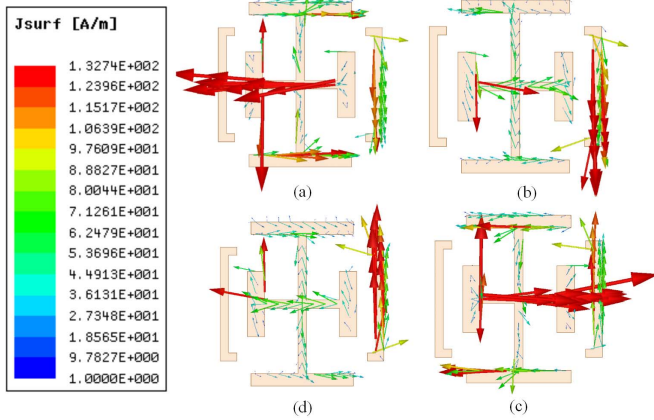 Jsurf [A/m]
1.3274E+002
1.2396E+002
1.1517E+002
1.0639E+002
9.7609E+001
8.8827E+001
8.0044E+001
7.1261E+001
6.2479E+001
5.3696E+001
4.4913E+001
3.6131E+001
2.7348E+001
1.8565E+001
9.7827E+000
1.0000E+000
(a)
(b)
(d)
(c)